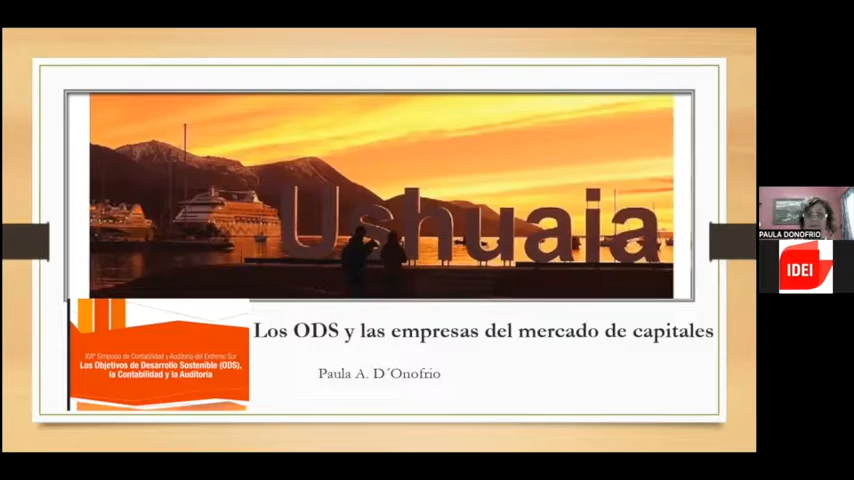 Ushuaia
XVIº Simposio de Contabilidad y Auditoría del Extremo Sur
Los Objetivos de Desarrollo Sostenible (ODS),
la Contabilidad y la Auditoría
Los ODS y las empresas del mercado de capitales
Paula A. D´Onofrio
PAULA DONOFRIO
IDEI